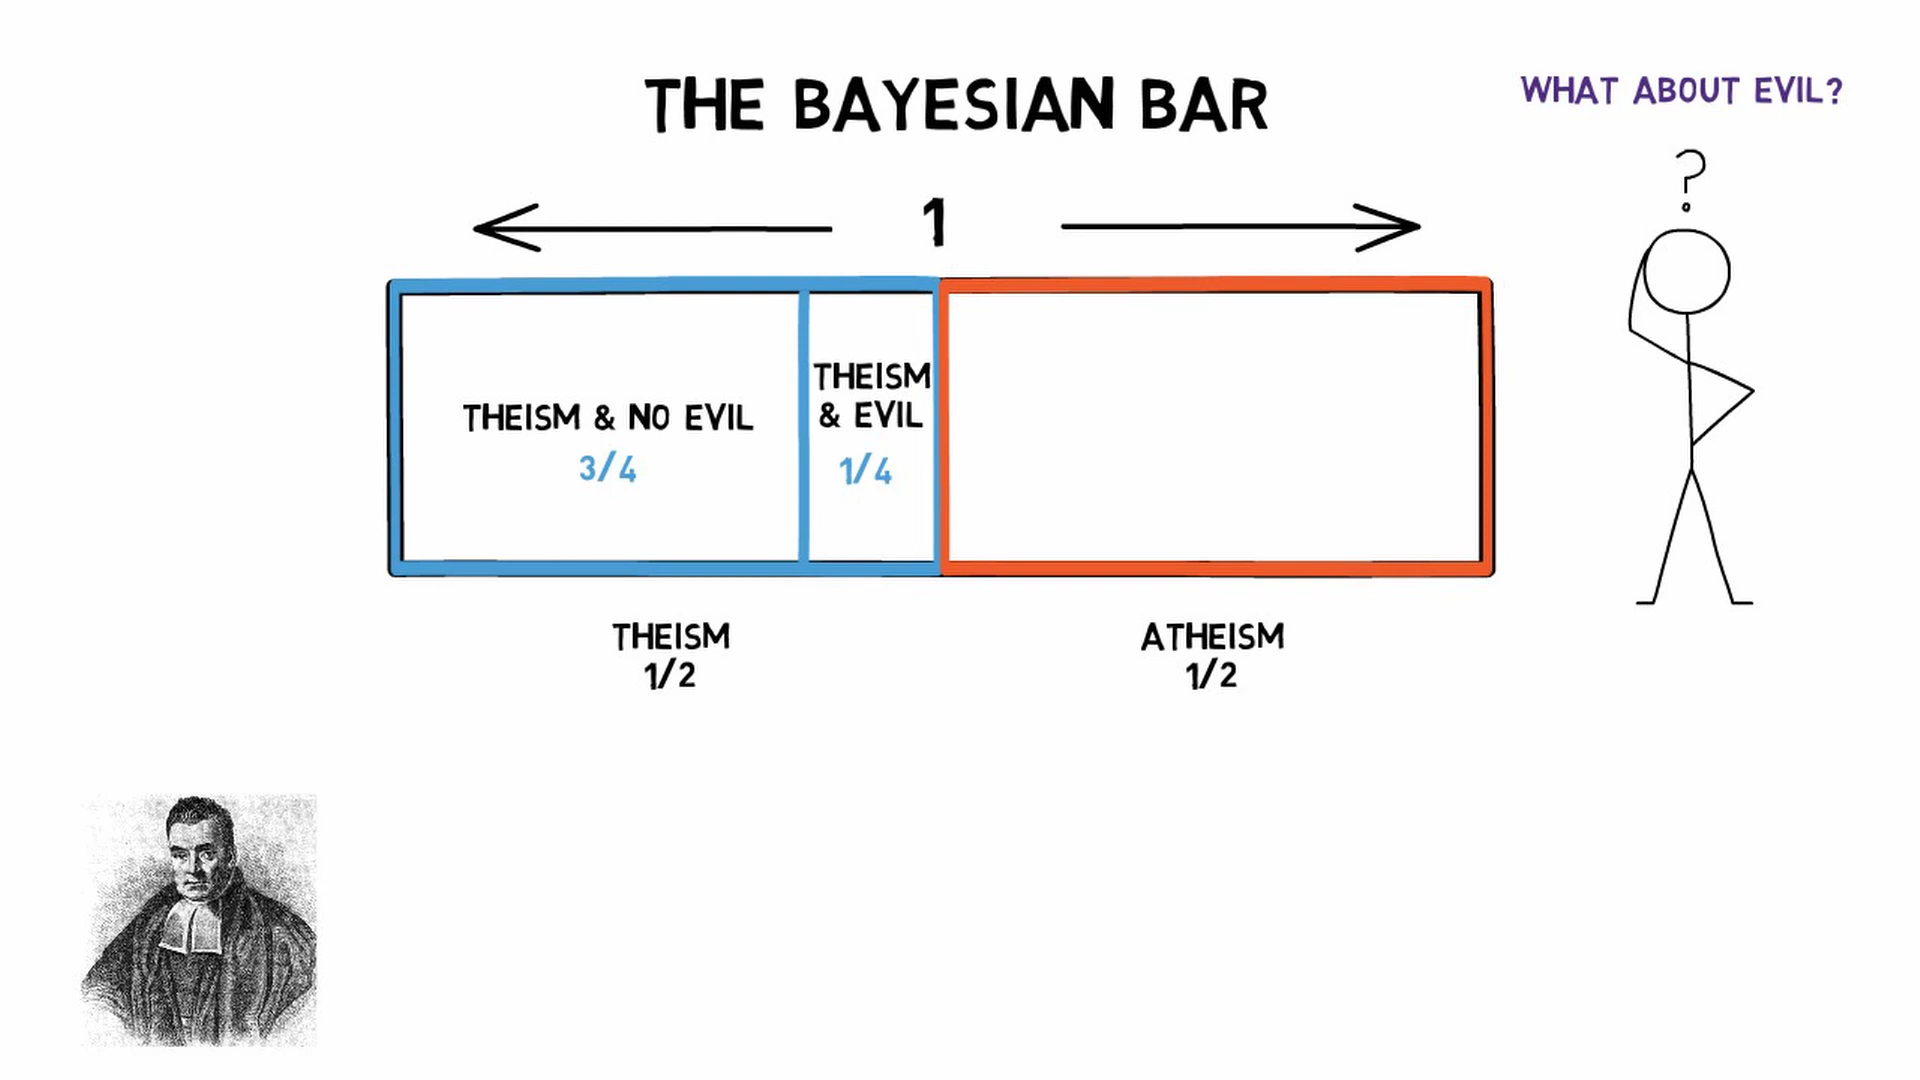 THE BAYESIAN BAR
WHAT ABOUT EVIL?
?
1
THEISM & NO EVIL
3/4
THEISM
& EVIL
1/4
THEISM
1/2
ATHEISM
1/2